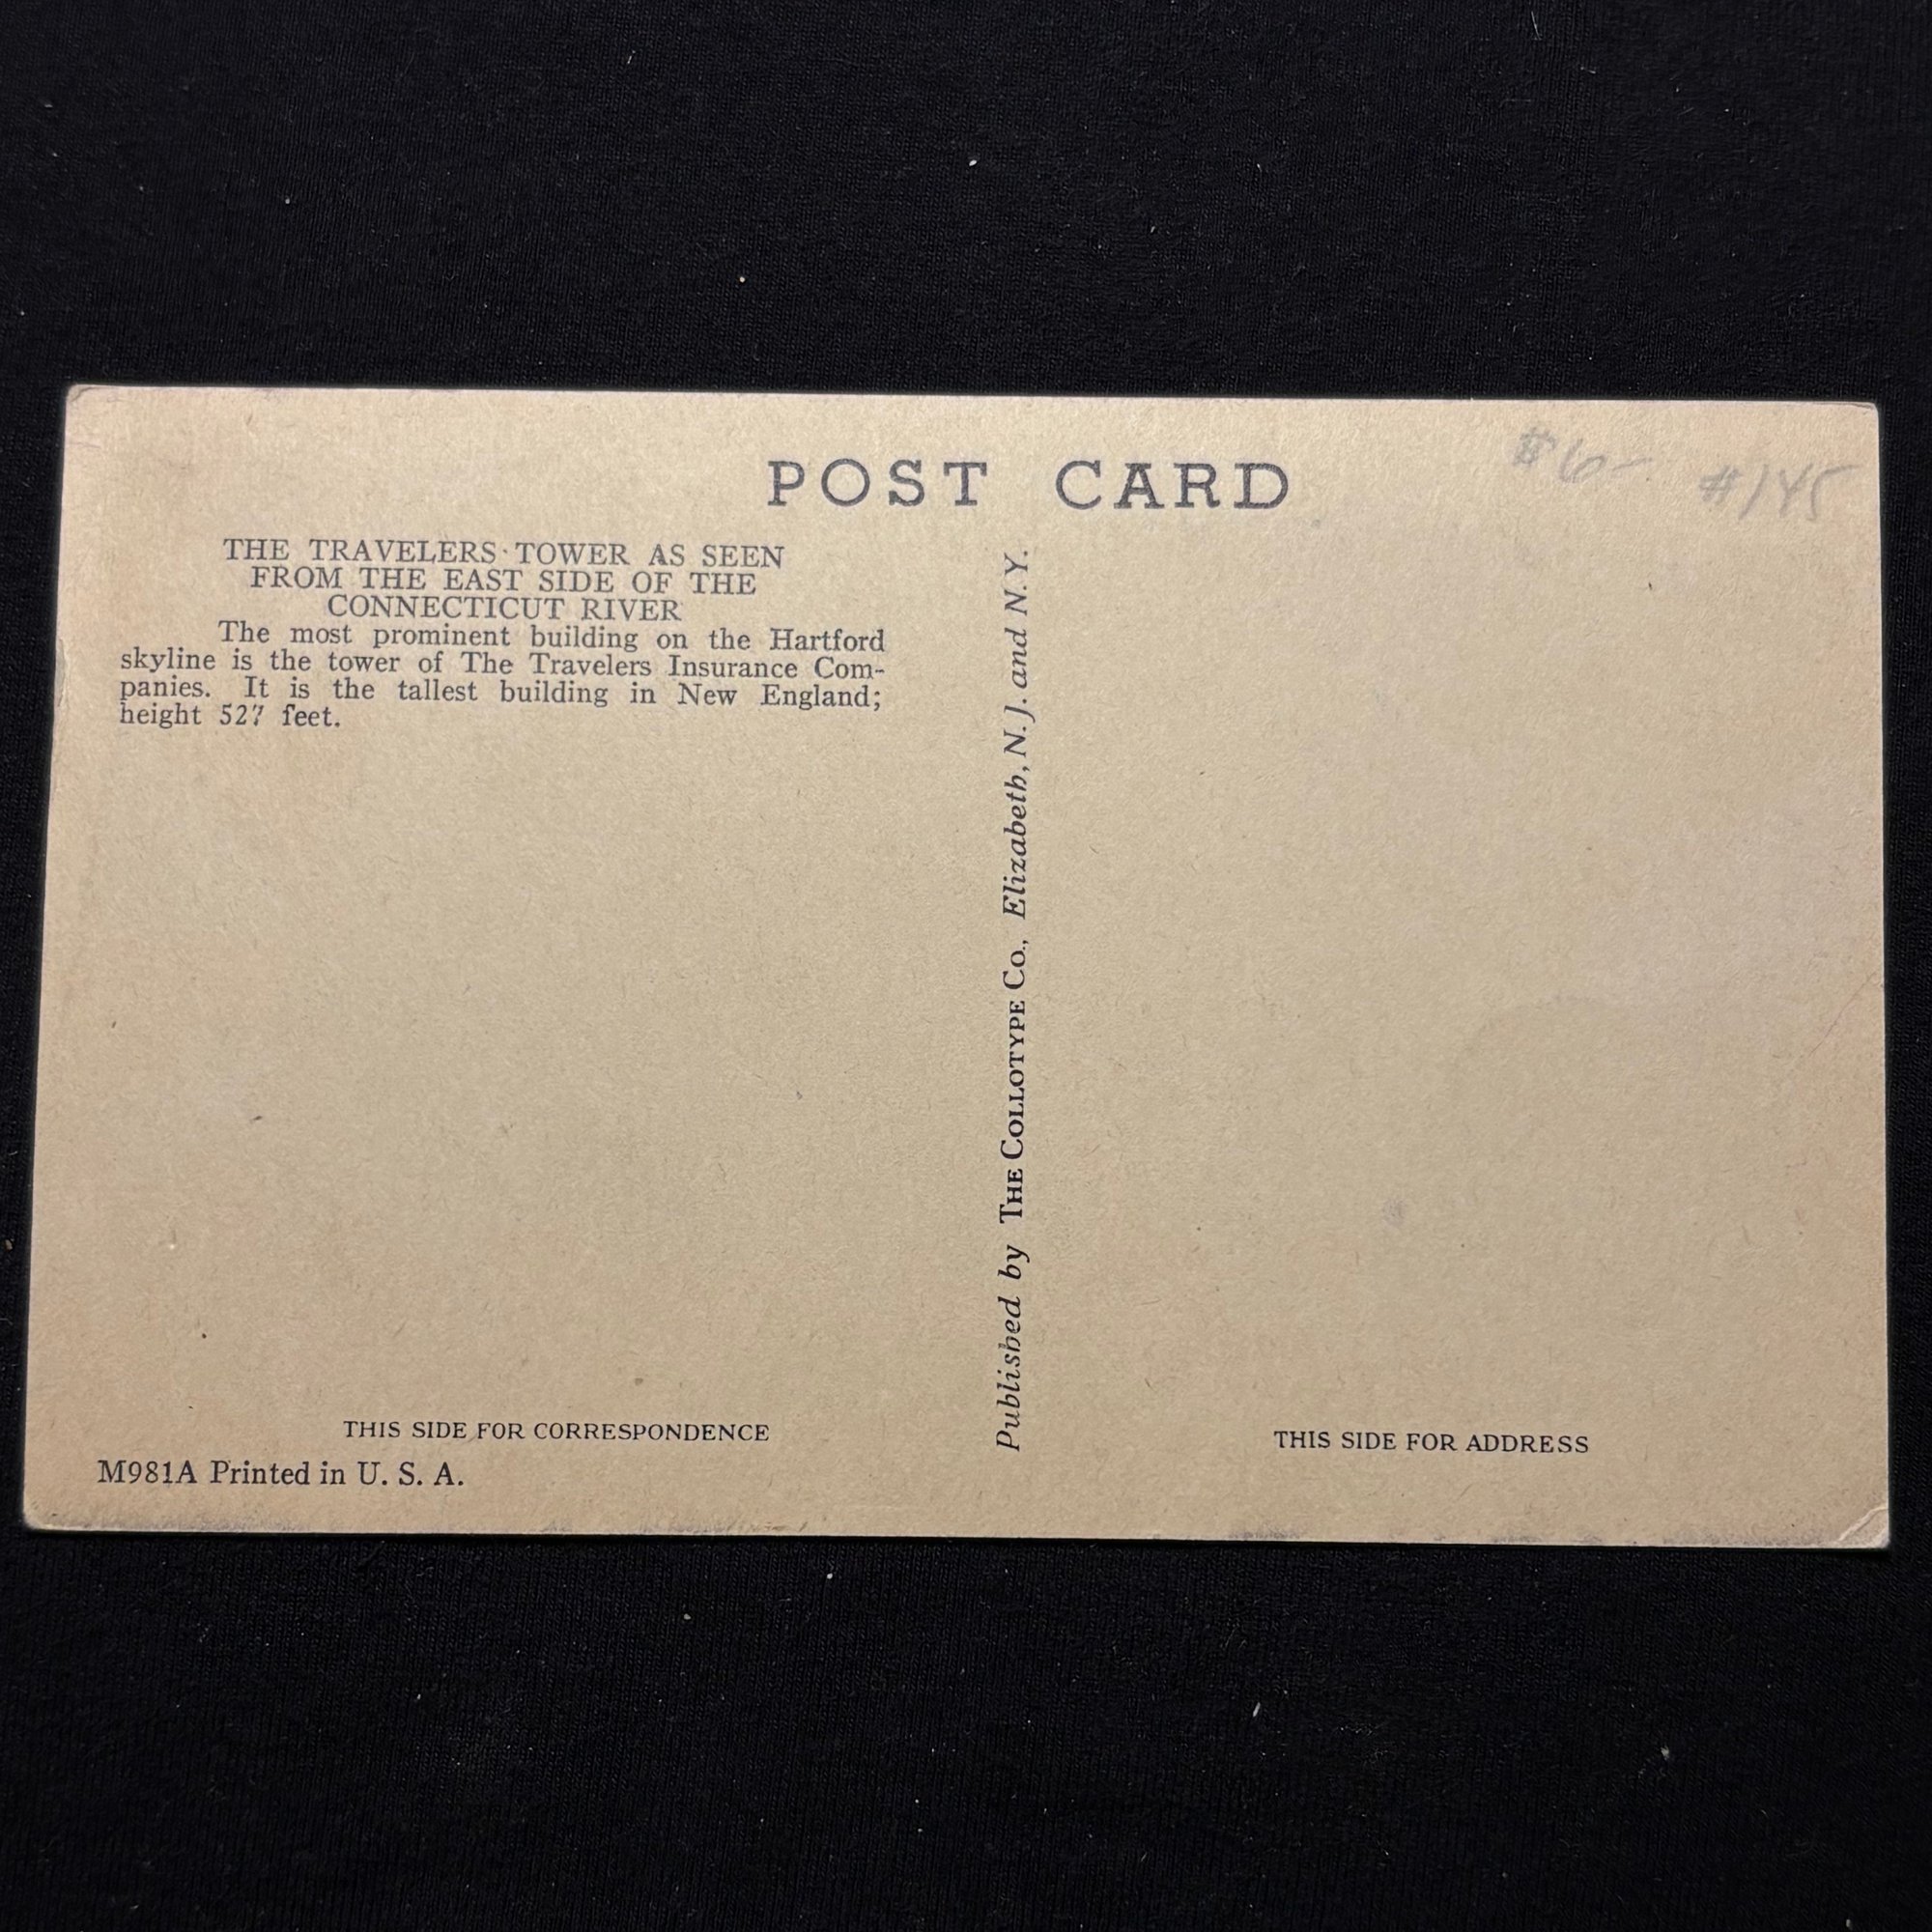 POST CARD
$6- #145
THE TRAVELERS TOWER AS SEEN
FROM THE EAST SIDE OF THE
CONNECTICUT RIVER
The most prominent building on the Hartford
skyline is the tower of The Travelers Insurance Com-
panies. It is the tallest building in New England;
height 527 feet.
Published by THE COLLOTYPE CO., Elizabeth, N. J. and N. Y.
THIS SIDE FOR CORRESPONDENCE
THIS SIDE FOR ADDRESS
M981A Printed in U. S. A.